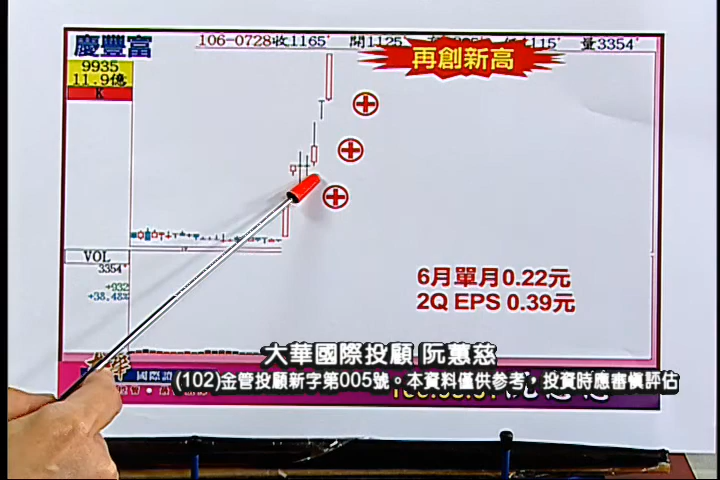 慶豐富
106-0728收1165' 開1125
115' 量3354'
再創新高
9935
11.9億
K
VOL
3354'
+932
+38.48%
6月單月0.22元
2Q EPS 0.39元
大華國際投顧 阮蕙慈
(102)金管投顧新字第005號。本資料僅供參考，投資時應審慎評估